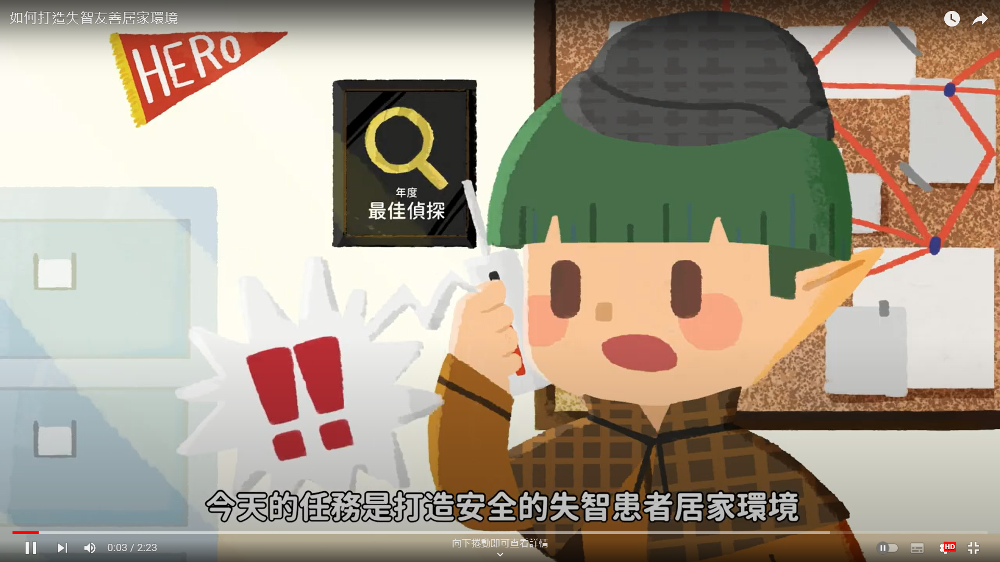 如何打造失智友善居家環境
HERO
年度
最佳偵探
!!
今天的任務是打造安全的失智患者居家環境
向下捲動即可查看詳情
0:03 / 2:23
HD